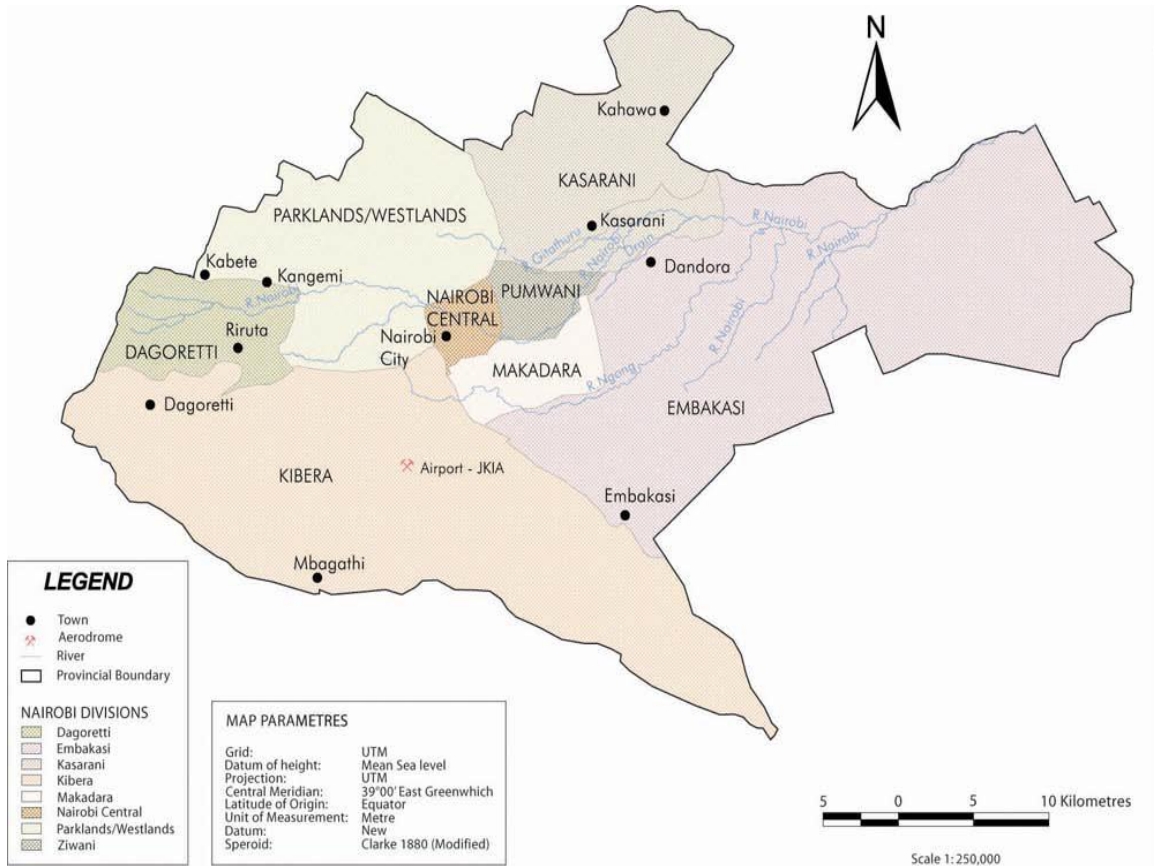 N
Kahawa
KASARANI
PARKLANDS/WESTLANDS
Kasarani
R.Nairobi
R.Gitathuru
R.Nairobi
Drain
R.Nairobi
Kabete
Dandora
Kangemi
R.Nairobi
PUMWANI
NAIROBI
CENTRAL
R.Nairobi
Riruta
Nairobi
City
DAGORETTI
MAKADARA
R.Ngong
Dagoretti
EMBAKASI
KIBERA
Airport - JKIA
Embakasi
Mbagathi
LEGEND
Town
Aerodrome
River
Provincial Boundary
NAIROBI DIVISIONS
Dagoretti
Embakasi
Kasarani
Kibera
Makadara
Nairobi Central
Parklands/Westlands
Ziwani
MAP PARAMETRES
Grid: UTM
Datum of height: Mean Sea level
Projection: UTM
Central Meridian: 39°00' East Greenwhich
Latitude of Origin: Equator
Unit of Measurement: Metre
Datum: New
Speroid: Clarke 1880 (Modified)
5 0 5 10 Kilometres
Scale 1: 250,000